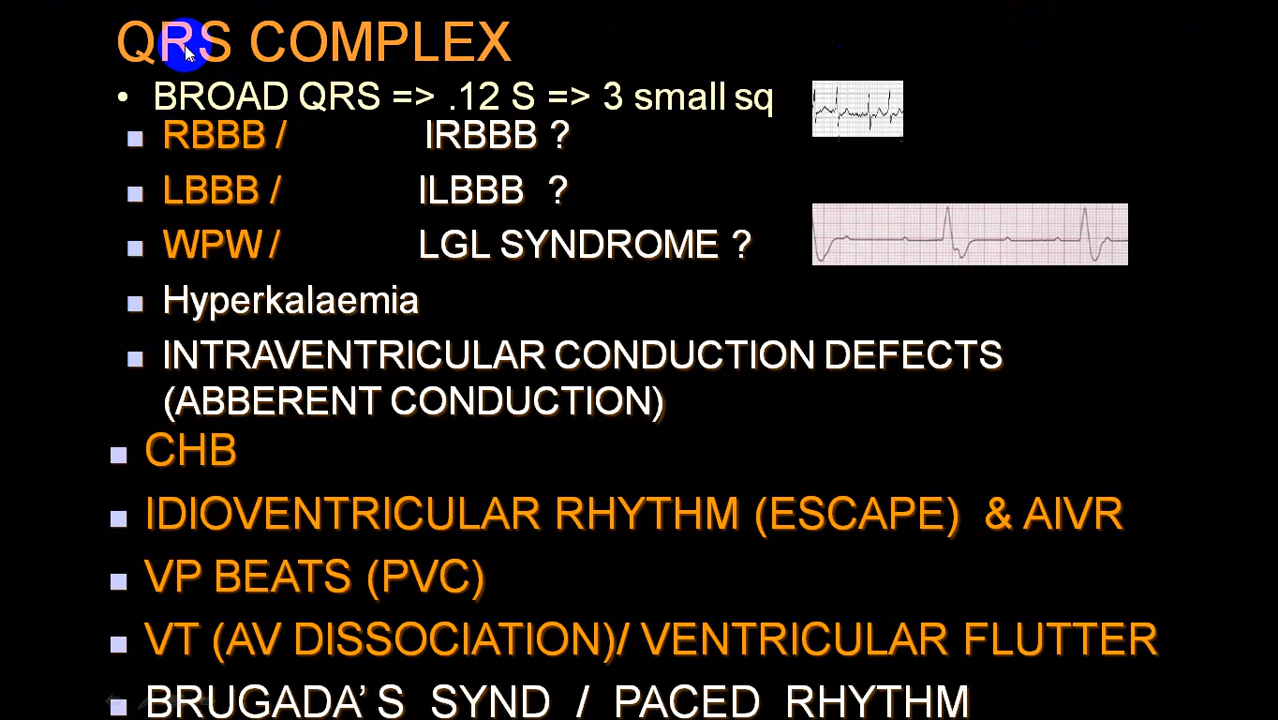 QRS COMPLEX
• BROAD QRS => .12 S => 3 small sq
RBBB / IRBBB ?
LBBB / ILBBB ?
WPW / LGL SYNDROME ?
Hyperkalaemia
INTRAVENTRICULAR CONDUCTION DEFECTS
(ABBERENT CONDUCTION)
CHB
IDIOVENTRICULAR RHYTHM (ESCAPE) & AIVR
VP BEATS (PVC)
VT (AV DISSOCIATION)/ VENTRICULAR FLUTTER
BRUGADA’S SYND / PACED RHYTHM